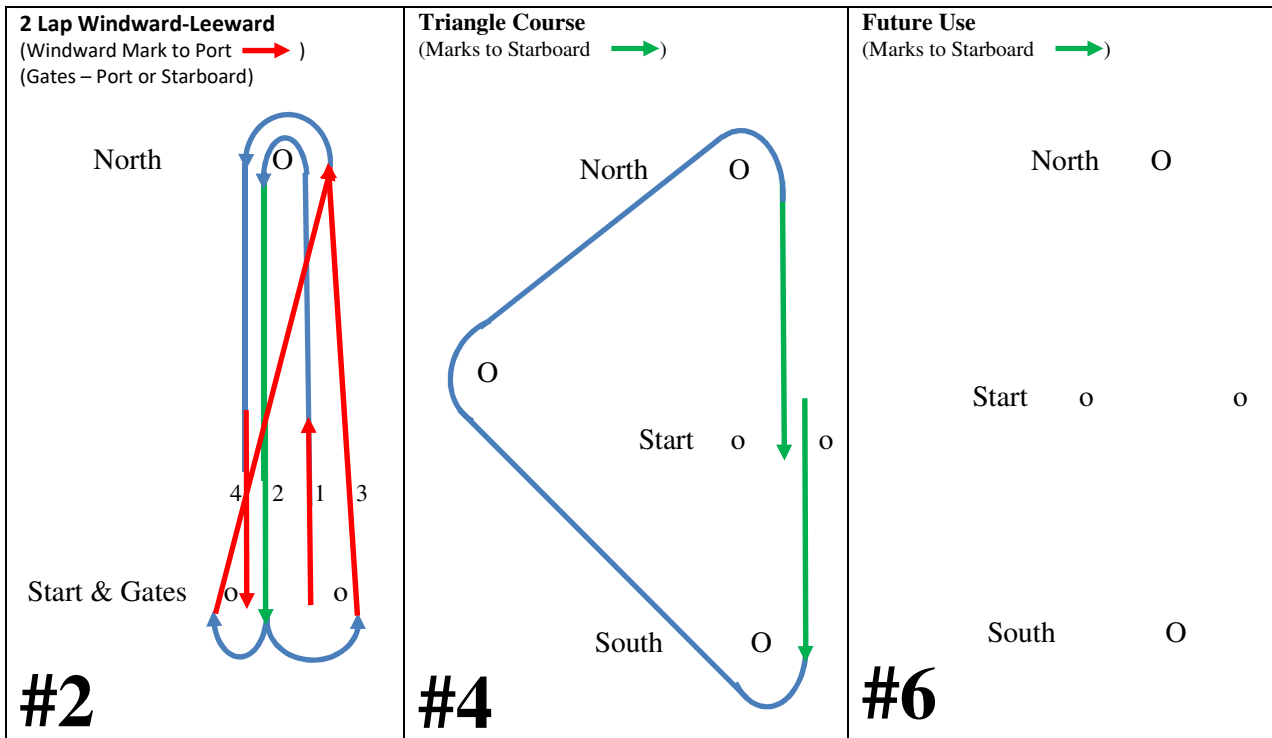 2 Lap Windward-Leeward
(Windward Mark to Port )
(Gates – Port or Starboard)
North O
4 2 1 3
Start & Gates o o
#2
Triangle Course
(Marks to Starboard )
North O
O
Start o o
South O
#4
Future Use
(Marks to Starboard )
North O
Start o o
South O
#6